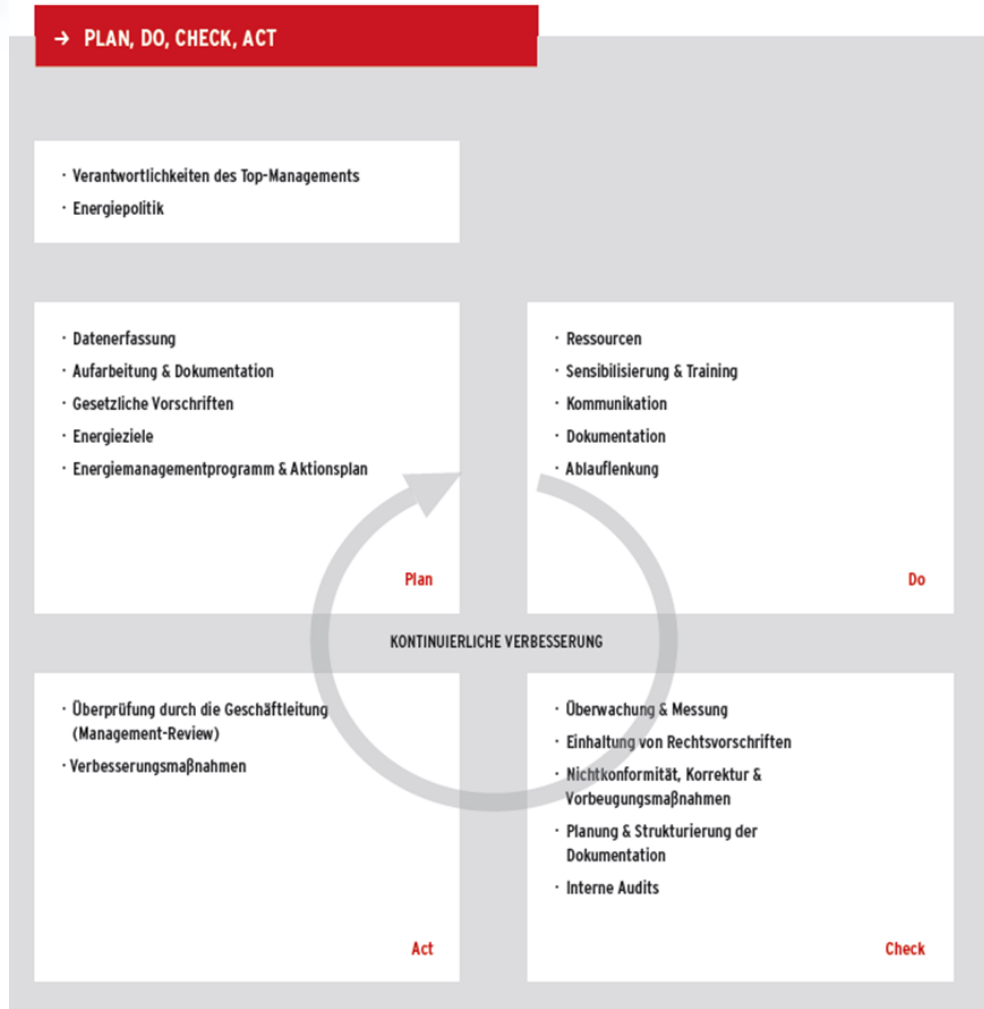 → PLAN, DO, CHECK, ACT
· Verantwortlichkeiten des Top-Managements
· Energiepolitik
· Datenerfassung
· Aufarbeitung & Dokumentation
· Gesetzliche Vorschriften
· Energieziele
· Energiemanagementprogramm & Aktionsplan
Plan
· Ressourcen
· Sensibilisierung & Training
· Kommunikation
· Dokumentation
· Ablauflenkung
Do
KONTINUIERLICHE VERBESSERUNG
· Überprüfung durch die Geschäftleitung
(Management-Review)
· Verbesserungsmaßnahmen
Act
· Überwachung & Messung
· Einhaltung von Rechtsvorschriften
· Nichtkonformität, Korrektur &
Vorbeugungsmaßnahmen
· Planung & Strukturierung der
Dokumentation
· Interne Audits
Check